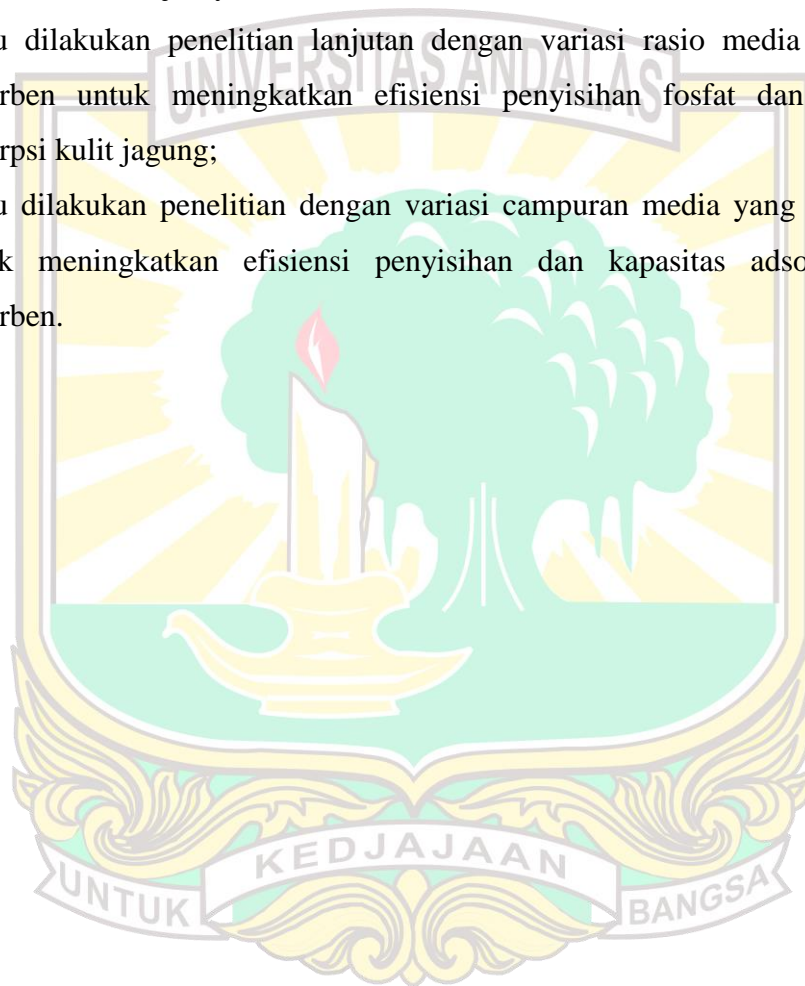 u dilakukan penelitian lanjutan dengan variasi rasio media
rben untuk meningkatkan efisiensi penyisihan fosfat dan
rpsi kulit jagung;
u dilakukan penelitian dengan variasi campuran media yang
k meningkatkan efisiensi penyisihan dan kapasitas adso
rben.
UNIVERSITAS ANDALAS
KEDJAJAAN
UNTUK
BANGSA